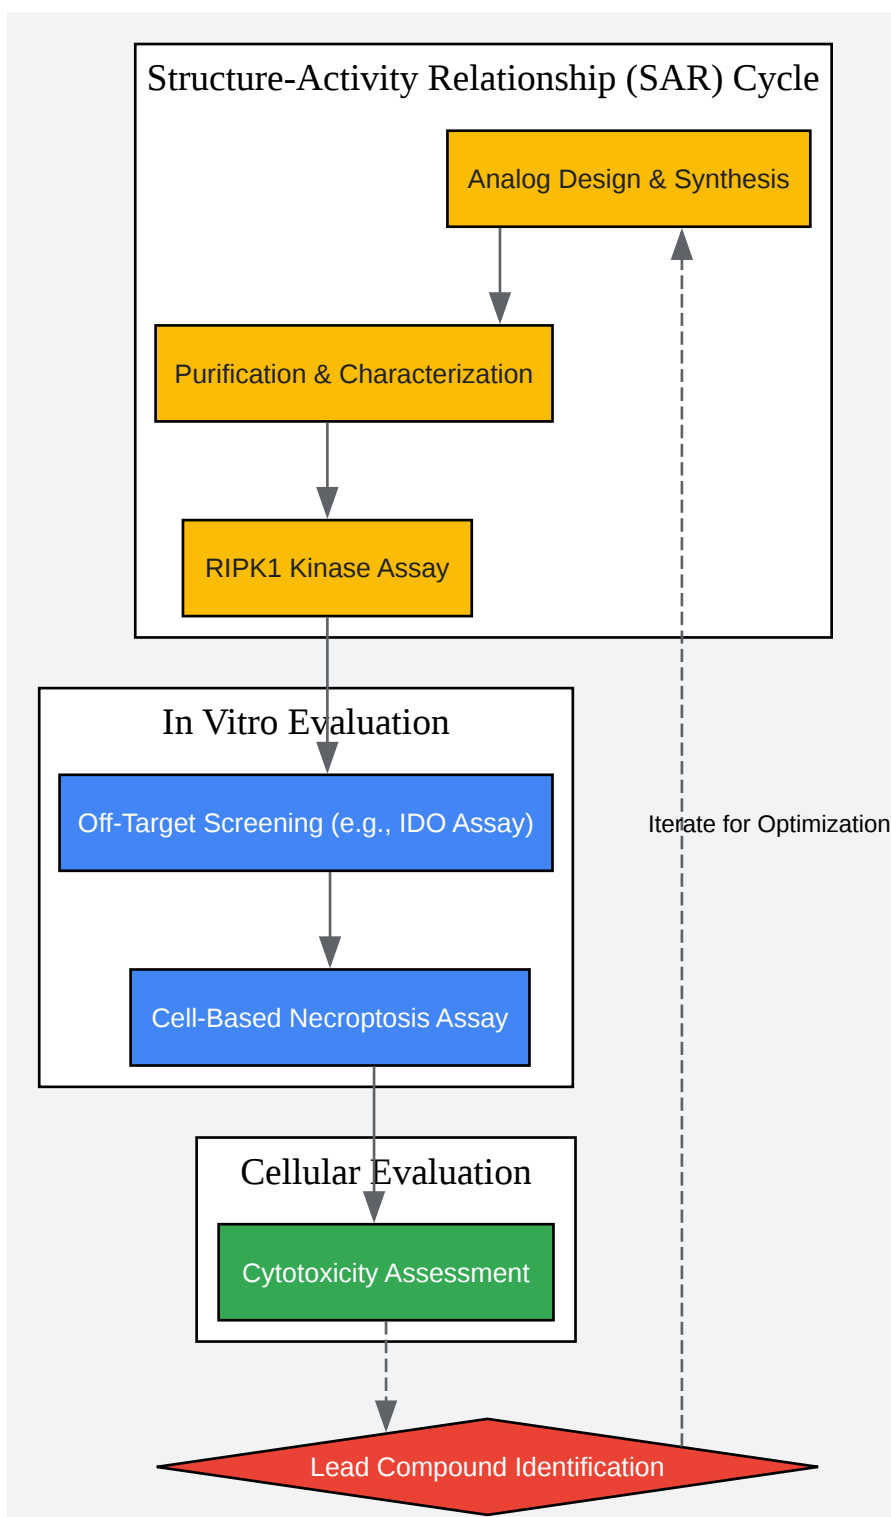 Structure-Activity Relationship (SAR) Cycle
Analog Design & Synthesis
Purification & Characterization
RIPK1 Kinase Assay
In Vitro Evaluation
Off-Target Screening (e.g., IDO Assay)
Iterate for Optimization
Cell-Based Necroptosis Assay
Cellular Evaluation
Cytotoxicity Assessment
Lead Compound Identification